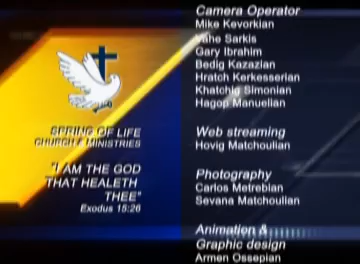 SPRING OF LIFE
CHURCH & MINISTRIES
"I AM THE GOD
THAT HEALETH
THEE"
Exodus 15:26
Camera Operator
Mike Kevorkian
Vahe Sarkis
Gary Ibrahim
Bedig Kazazian
Hratch Kerkesserian
Khatchig Simonian
Hagop Manuelian
Web streaming
Hovig Matchoulian
Photography
Carlos Metrebian
Sevana Matchoulian
Animation &
Graphic design
Armen Ossepian